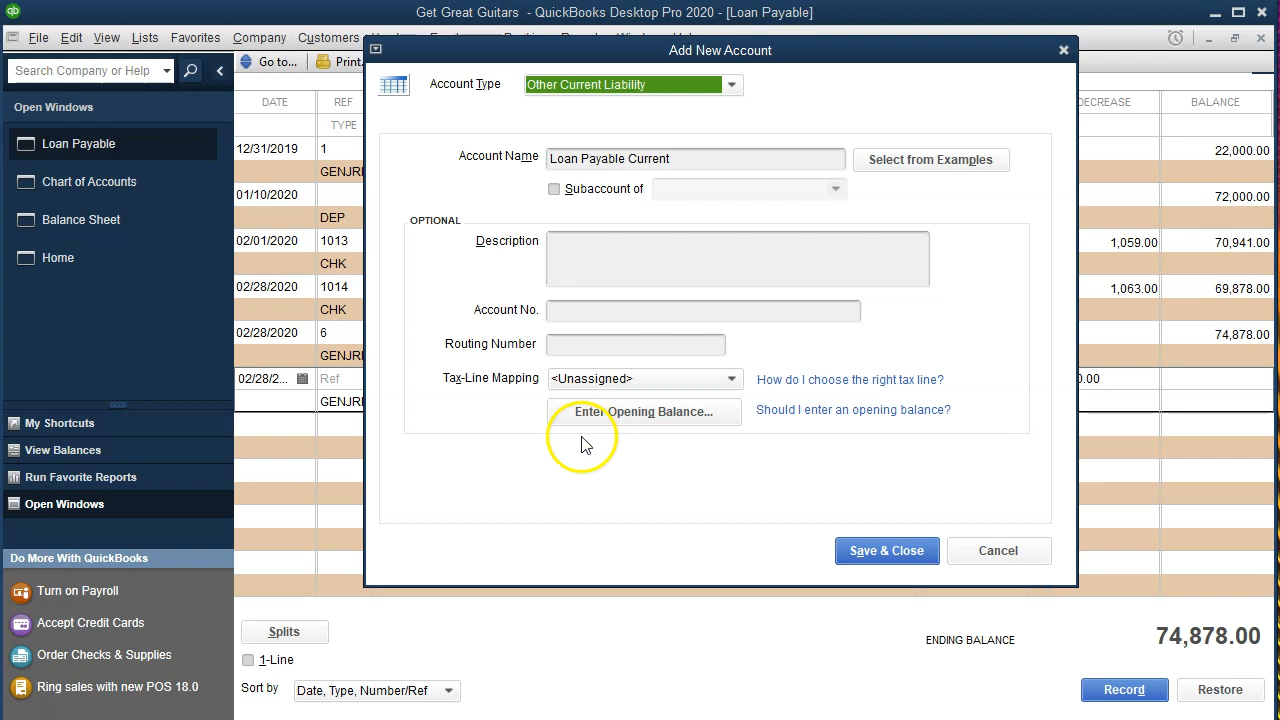 qb
Get Great Guitars - QuickBooks Desktop Pro 2020 - [Loan Payable]
File Edit View Lists Favorites Company Customers
Add New Account
Search Company or Help
Go to... Print.
Account Type Other Current Liability
DATE REF DECREASE BALANCE
TYPE
Open Windows
Loan Payable
Chart of Accounts
Balance Sheet
Home
12/31/2019 1 22,000.00
GENJRI
01/10/2020 72,000.00
DEP
02/01/2020 1013 1,059.00 70,941.00
CHK
02/28/2020 1014 1,063.00 69,878.00
CHK
02/28/2020 6 74,878.00
GENJRI
02/28/2... Ref 0.00
GENJRI
Account Name Loan Payable Current Select from Examples
Subaccount of
OPTIONAL
Description
Account No.
Routing Number
Tax-Line Mapping <Unassigned> How do I choose the right tax line?
Enter Opening Balance... Should I enter an opening balance?
Save & Close Cancel
My Shortcuts
View Balances
Run Favorite Reports
Open Windows
Do More With QuickBooks
Turn on Payroll
Accept Credit Cards
Order Checks & Supplies
Ring sales with new POS 18.0
Splits
1-Line
Sort by Date, Type, Number/Ref
ENDING BALANCE 74,878.00
Record Restore